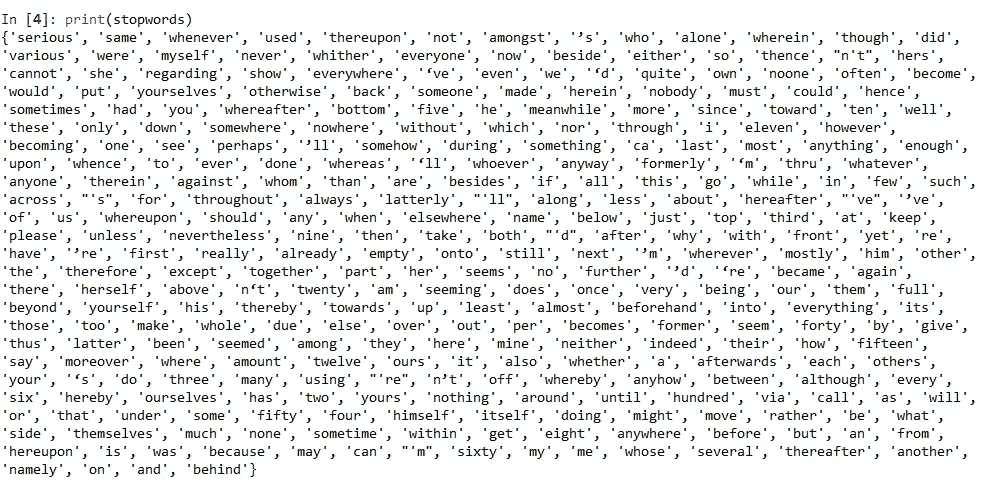 In [4]: print(stopwords)
{'serious', 'same', 'whenever', 'used', 'thereupon', 'not', 'amongst', '’s', 'who', 'alone', 'wherein', 'though', 'did',
'various', 'were', 'myself', 'never', 'whither', 'everyone', 'now', 'beside', 'either', 'so', 'thence', "n't", 'hers',
'cannot', 'she', 'regarding', 'show', 'everywhere', '‘ve', 'even', 'we', '‘d', 'quite', 'own', 'noone', 'often', 'become',
'would', 'put', 'yourselves', 'otherwise', 'back', 'someone', 'made', 'herein', 'nobody', 'must', 'could', 'hence',
'sometimes', 'had', 'you', 'whereafter', 'bottom', 'five', 'he', 'meanwhile', 'more', 'since', 'toward', 'ten', 'well',
'these', 'only', 'down', 'somewhere', 'nowhere', 'without', 'which', 'nor', 'through', 'i', 'eleven', 'however',
'becoming', 'one', 'see', 'perhaps', '’ll', 'somehow', 'during', 'something', 'ca', 'last', 'most', 'anything', 'enough',
'upon', 'whence', 'to', 'ever', 'done', 'whereas', '‘ll', 'whoever', 'anyway', 'formerly', '‘m', 'thru', 'whatever',
'anyone', 'therein', 'against', 'whom', 'than', 'are', 'besides', 'if', 'all', 'this', 'go', 'while', 'in', 'few', 'such',
'across', "'s", 'for', 'throughout', 'always', 'latterly', "'ll", 'along', 'less', 'about', 'hereafter', "'ve", '’ve',
'of', 'us', 'whereupon', 'should', 'any', 'when', 'elsewhere', 'name', 'below', 'just', 'top', 'third', 'at', 'keep',
'please', 'unless', 'nevertheless', 'nine', 'then', 'take', 'both', "'d", 'after', 'why', 'with', 'front', 'yet', 're',
'have', '’re', 'first', 'really', 'already', 'empty', 'onto', 'still', 'next', '’m', 'wherever', 'mostly', 'him', 'other',
'the', 'therefore', 'except', 'together', 'part', 'her', 'seems', 'no', 'further', '’d', '‘re', 'became', 'again',
'there', 'herself', 'above', 'n‘t', 'twenty', 'am', 'seeming', 'does', 'once', 'very', 'being', 'our', 'them', 'full',
'beyond', 'yourself', 'his', 'thereby', 'towards', 'up', 'least', 'almost', 'beforehand', 'into', 'everything', 'its',
'those', 'too', 'make', 'whole', 'due', 'else', 'over', 'out', 'per', 'becomes', 'former', 'seem', 'forty', 'by', 'give',
'thus', 'latter', 'been', 'seemed', 'among', 'they', 'here', 'mine', 'neither', 'indeed', 'their', 'how', 'fifteen',
'say', 'moreover', 'where', 'amount', 'twelve', 'ours', 'it', 'also', 'whether', 'a', 'afterwards', 'each', 'others',
'your', '‘s', 'do', 'three', 'many', 'using', "'re", 'n’t', 'off', 'whereby', 'anyhow', 'between', 'although', 'every',
'six', 'hereby', 'ourselves', 'has', 'two', 'yours', 'nothing', 'around', 'until', 'hundred', 'via', 'call', 'as', 'will',
'or', 'that', 'under', 'some', 'fifty', 'four', 'himself', 'itself', 'doing', 'might', 'move', 'rather', 'be', 'what',
'side', 'themselves', 'much', 'none', 'sometime', 'within', 'get', 'eight', 'anywhere', 'before', 'but', 'an', 'from',
'hereupon', 'is', 'was', 'because', 'may', 'can', "'m", 'sixty', 'my', 'me', 'whose', 'several', 'thereafter', 'another',
'namely', 'on', 'and', 'behind'}